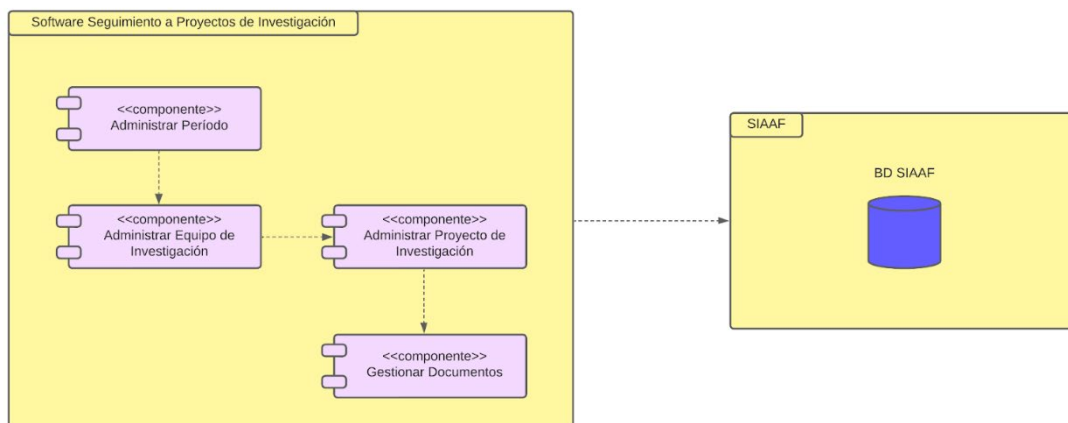 Software Seguimiento a Proyectos de Investigación
<<componente>>
Administrar Período
<<componente>>
Administrar Equipo de
Investigación
<<componente>>
Administrar Proyecto de
Investigación
<<componente>>
Gestionar Documentos
SIAAF
BD SIAAF